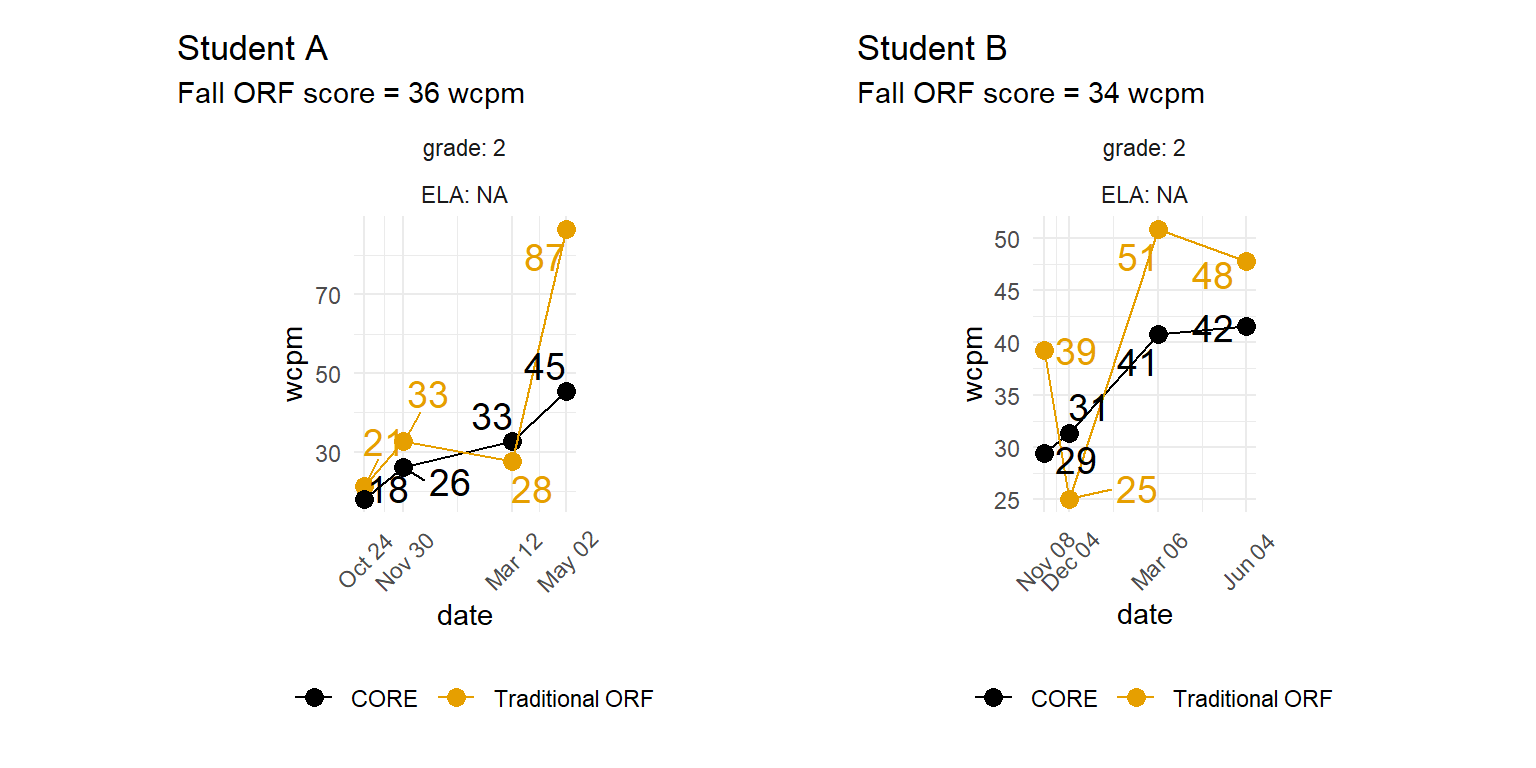 Student A
Fall ORF score = 36 wcpm
grade: 2
ELA: NA
wcpm
70
50
30
87
45
33
33
21
18
26
28
Oct 24
Nov 30
Mar 12
May 02
date
CORE
Traditional ORF
Student B
Fall ORF score = 34 wcpm
grade: 2
ELA: NA
wcpm
50
45
40
35
30
25
51
48
42
39
41
31
29
25
Nov 08
Dec 04
Mar 06
Jun 04
date
CORE
Traditional ORF